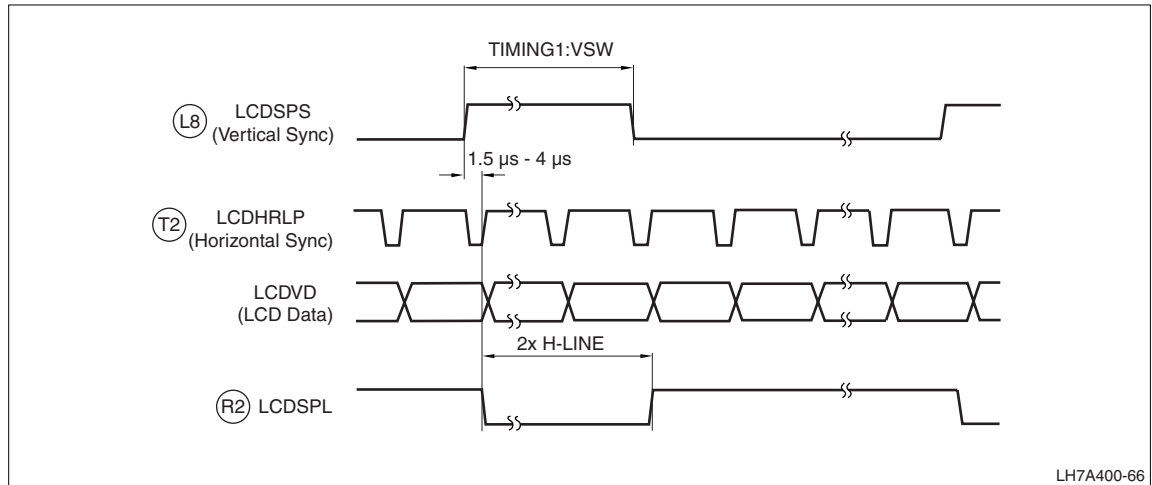 TIMING1:VSW
L8
LCDSPS
(Vertical Sync)
1.5 µs - 4 µs
T2
LCDHRLP
(Horizontal Sync)
LCDVD
(LCD Data)
2x H-LINE
R2
LCDSPL
LH7A400-66